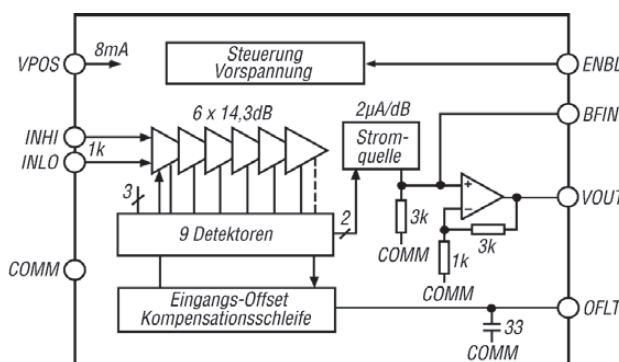 VPOS
8mA
Steuerung
Vorspannung
ENBL
BFIN
6 x 14,3dB
2µA/dB
INHI
INLO
1k
Strom-
quelle
+
−
VOUT
3
9 Detektoren
2
3k
COMM
3k
1k
COMM
COMM
Eingangs-Offset
Kompensationsschleife
OFLT
33
COMM